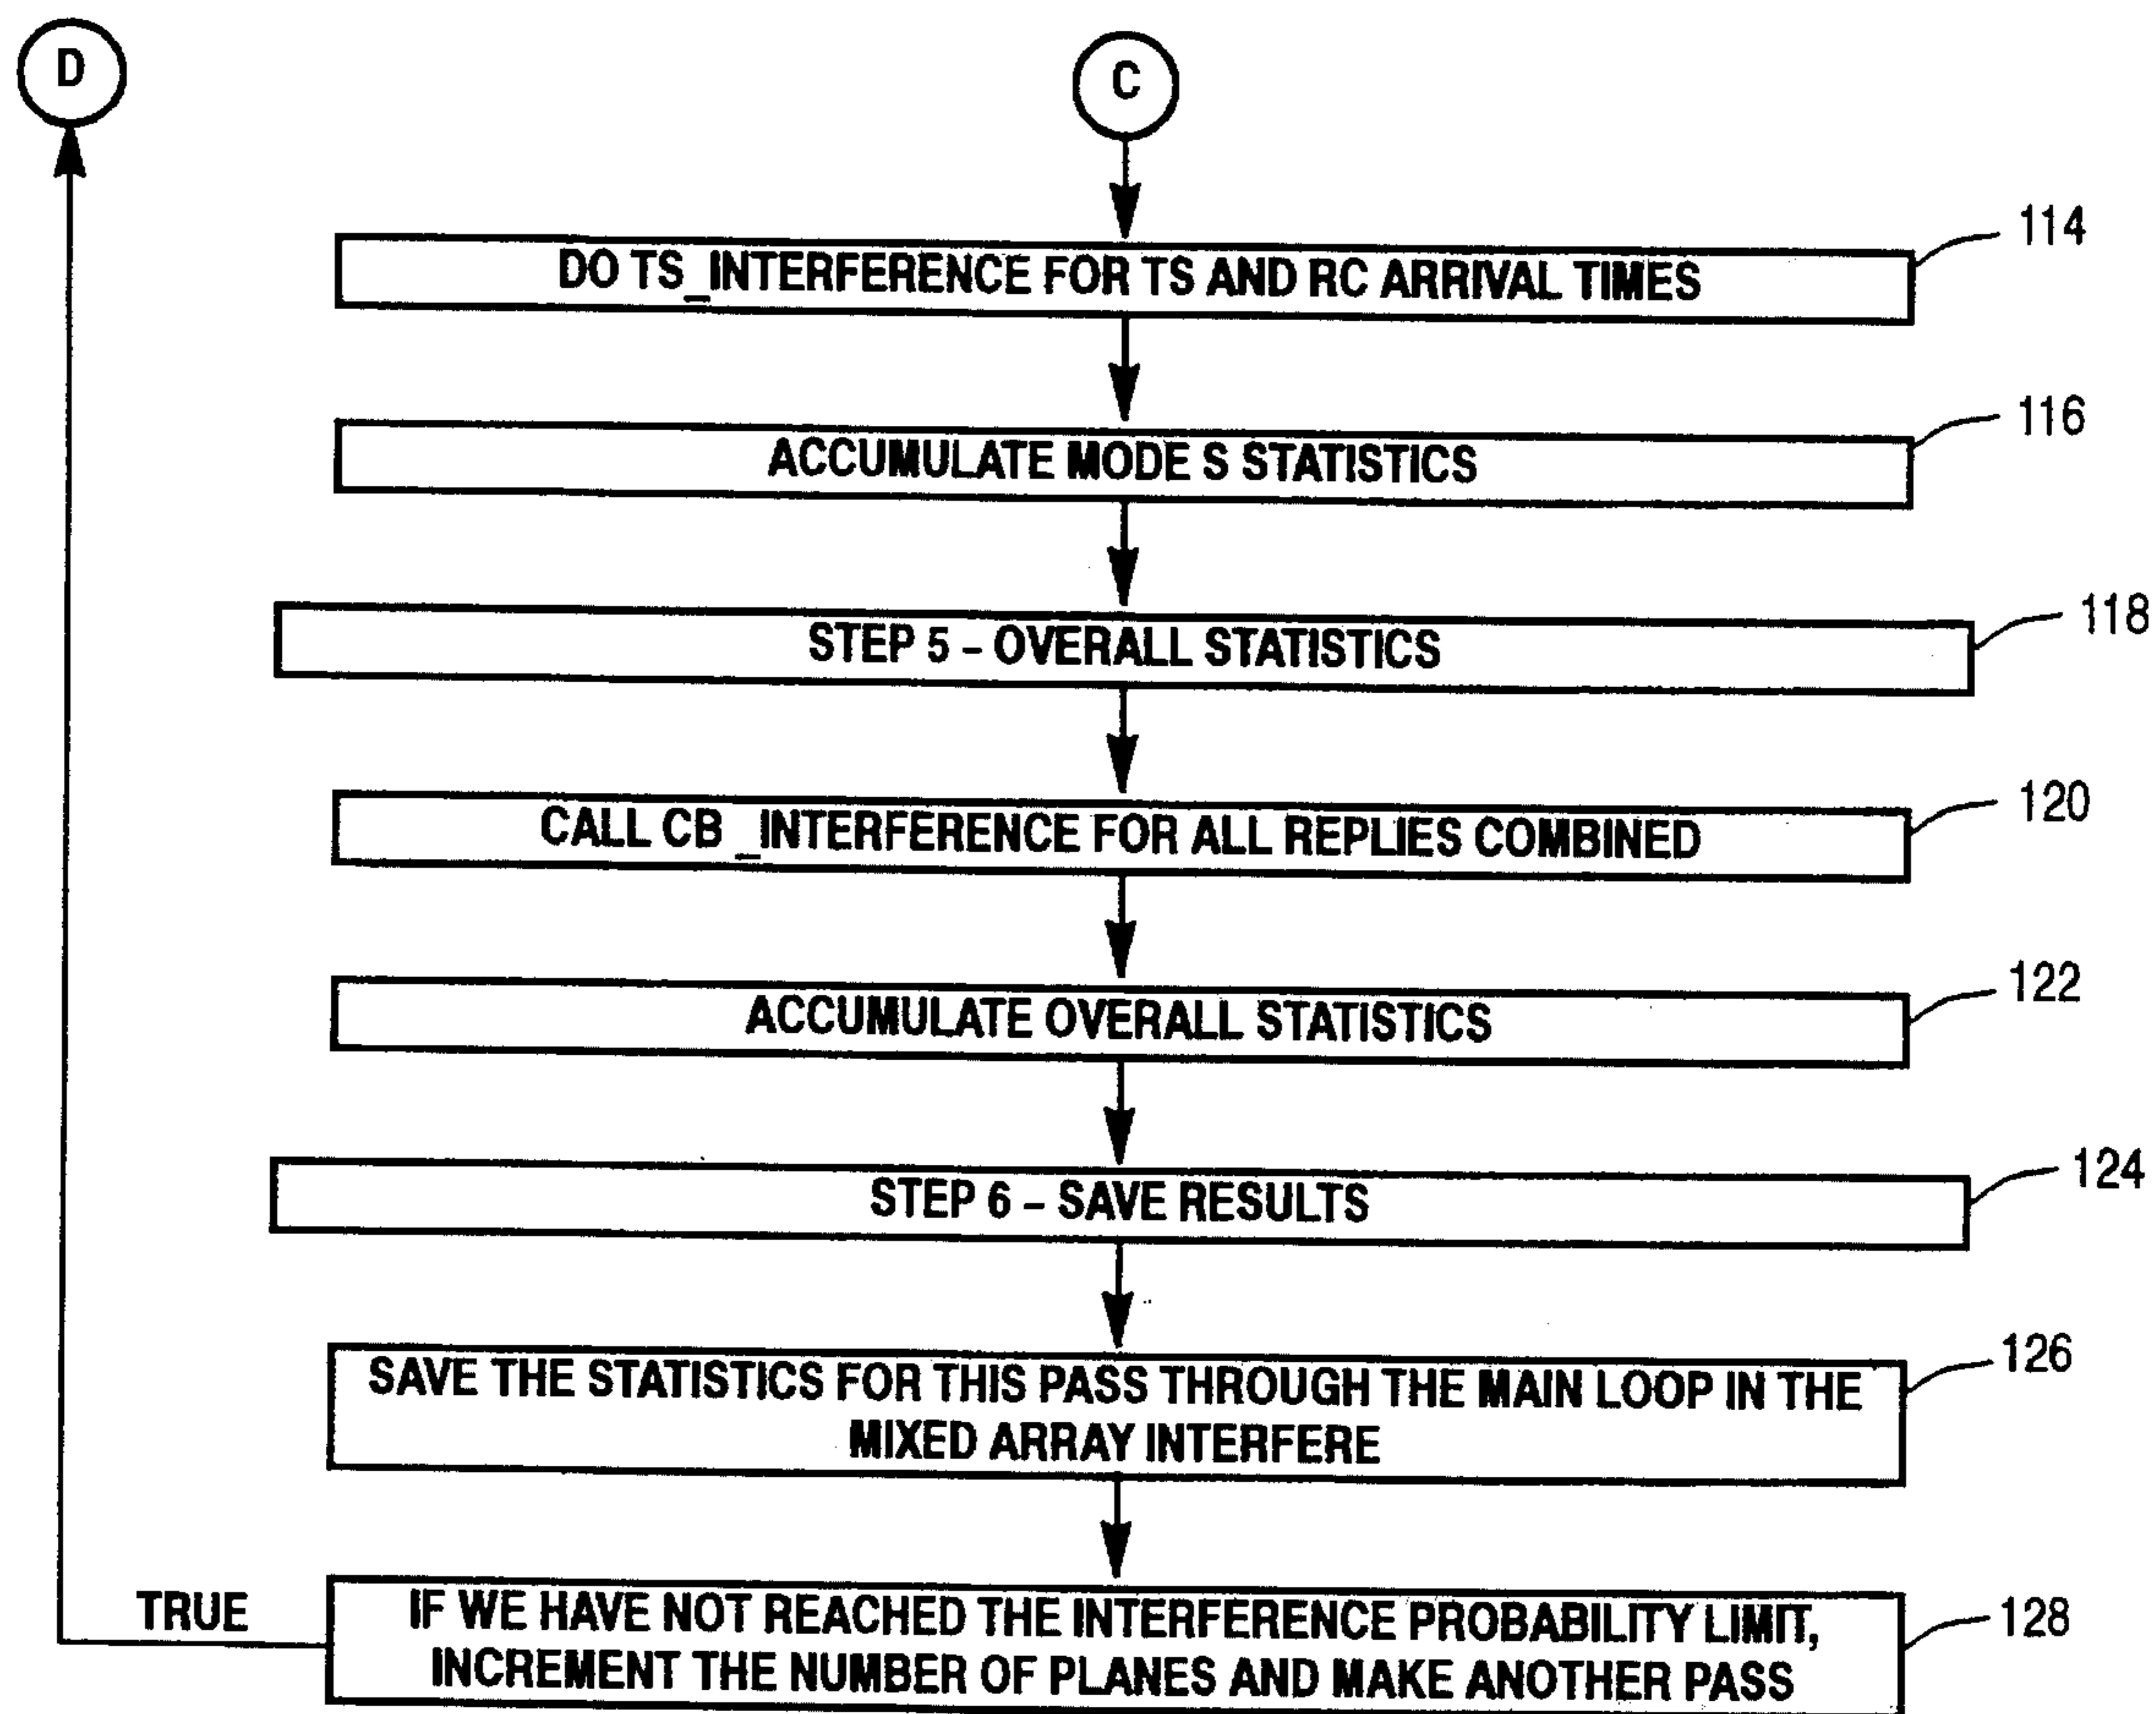 D
C
DO TS_INTERFERENCE FOR TS AND RC ARRIVAL TIMES
114
ACCUMULATE MODE S STATISTICS
116
STEP 5 – OVERALL STATISTICS
118
CALL CB_INTERFERENCE FOR ALL REPLIES COMBINED
120
ACCUMULATE OVERALL STATISTICS
122
STEP 6 – SAVE RESULTS
124
SAVE THE STATISTICS FOR THIS PASS THROUGH THE MAIN LOOP IN THE
MIXED ARRAY INTERFERE
126
TRUE
IF WE HAVE NOT REACHED THE INTERFERENCE PROBABILITY LIMIT,
INCREMENT THE NUMBER OF PLANES AND MAKE ANOTHER PASS
128